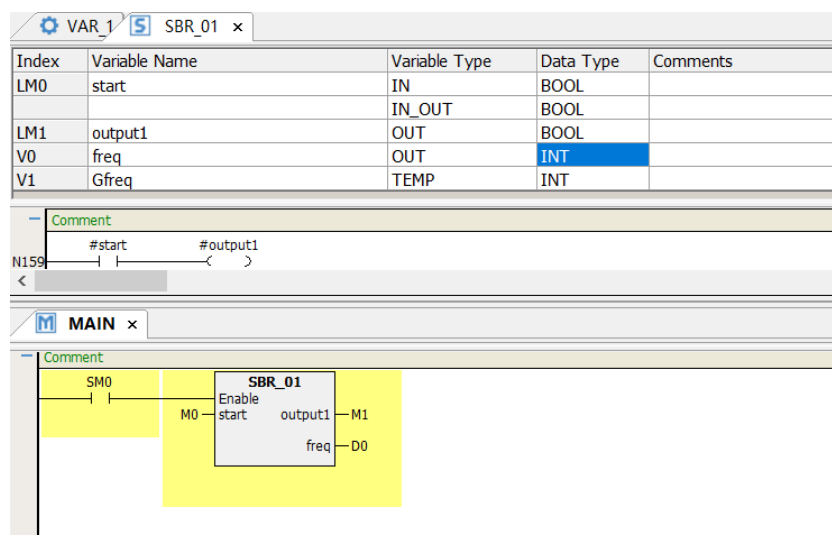 VAR_1 SBR_01 ×
Index Variable Name Variable Type Data Type Comments
LM0 start IN BOOL
IN_OUT BOOL
LM1 output1 OUT BOOL
V0 freq OUT INT
V1 Gfreq TEMP INT
Comment
#start #output1
N159
M MAIN ×
Comment
SM0 SBR_01
Enable
M0 start output1 M1
freq D0